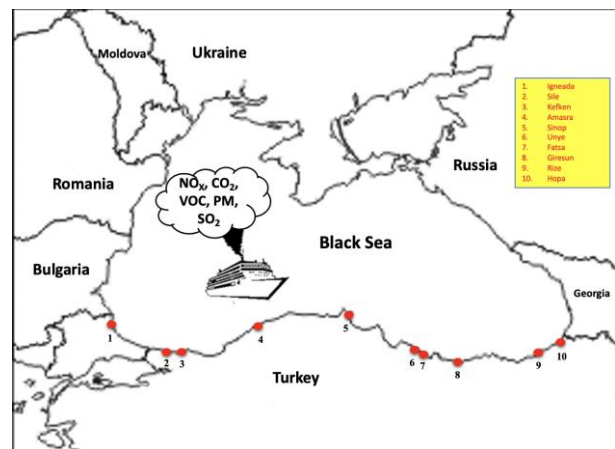 Moldova
Ukraine
1. Igneada
2. Sile
3. Kefken
4. Amasra
5. Sinop
6. Unye
7. Fatsa
8. Giresun
9. Rize
10. Hopa
Russia
Romania
NOX, CO2,
VOC, PM,
SO2
Black Sea
Bulgaria
Georgia
1
2
3
4
5
6
7
8
9
10
Turkey